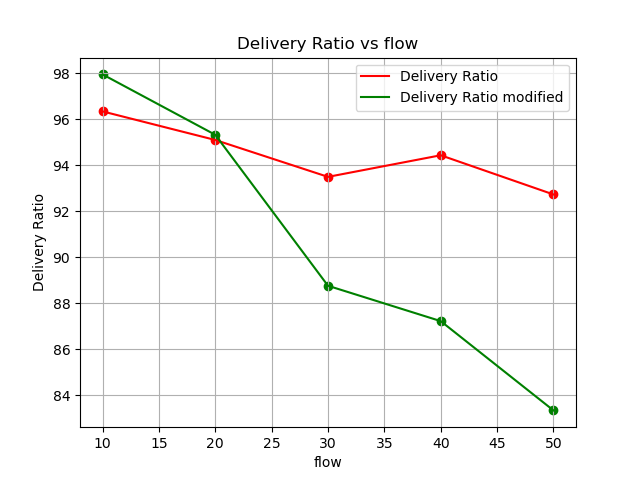 Delivery Ratio vs flow
Delivery Ratio
Delivery Ratio modified
98
96
94
92
90
88
86
84
Delivery Ratio
10 15 20 25 30 35 40 45 50
flow